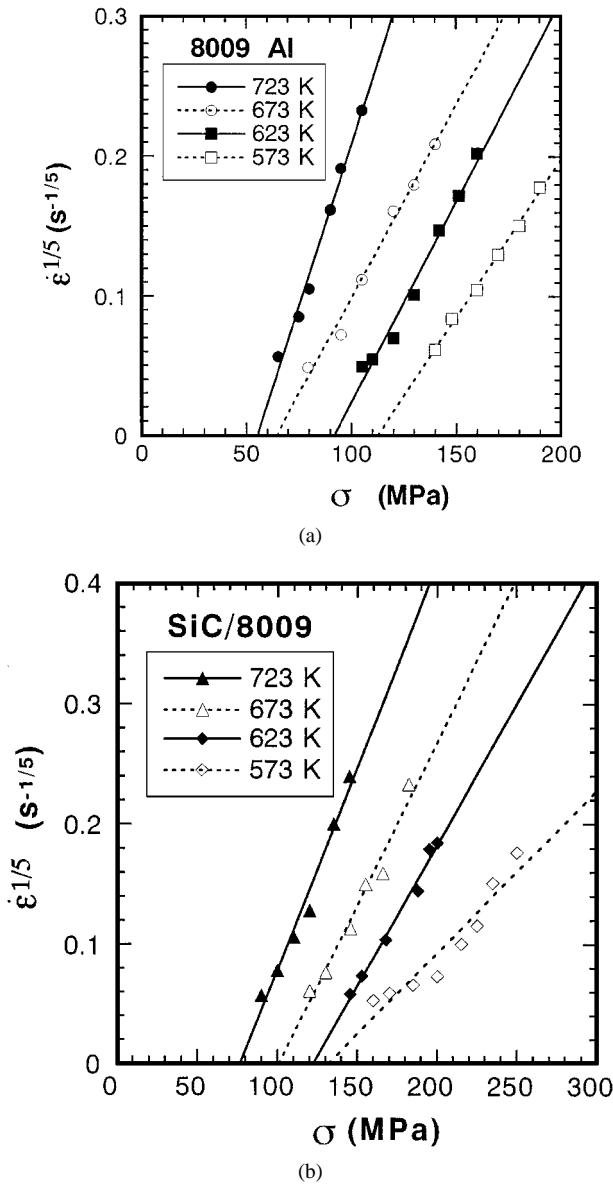 0.3
8009 Al
723 K
673 K
623 K
573 K
0.2
0.1
0
ε̇1/5 (s-1/5)
0 50 100 150 200
σ (MPa)
(a)
0.4
SiC/8009
723 K
673 K
623 K
573 K
0.3
0.2
0.1
0
ε̇1/5 (s-1/5)
0 50 100 150 200 250 300
σ (MPa)
(b)